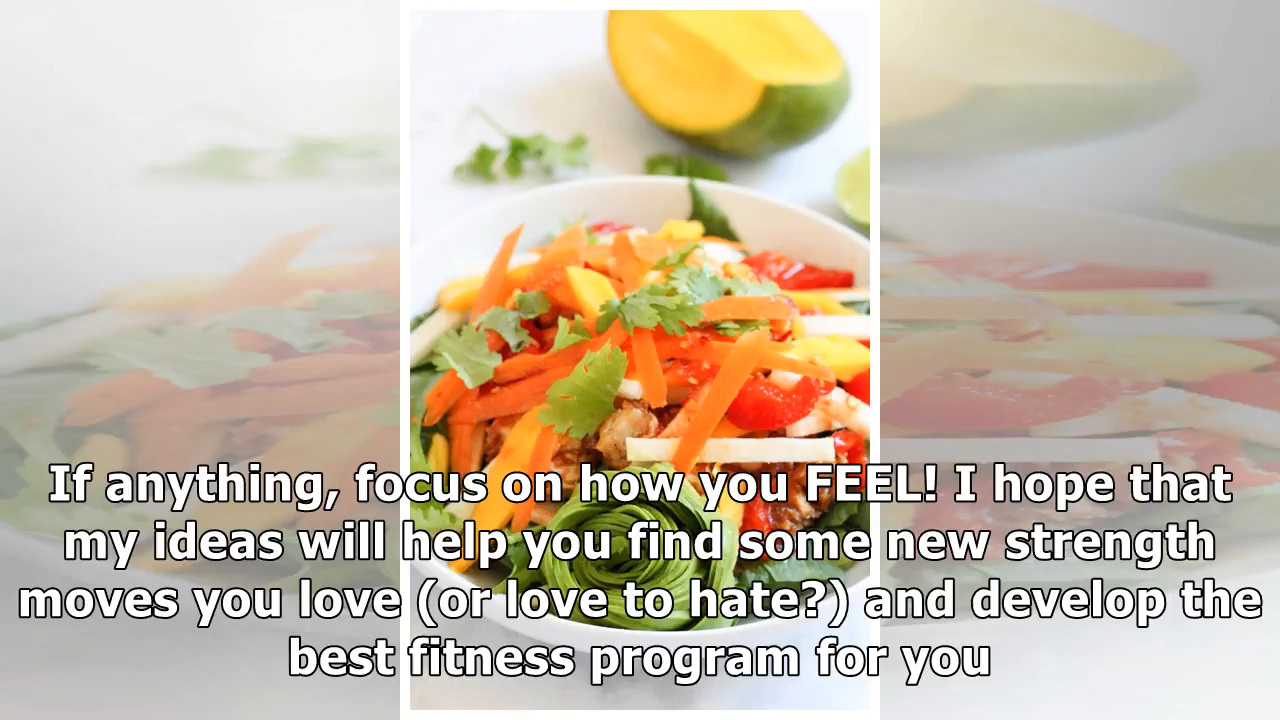 If anything, focus on how you FEEL! I hope that
my ideas will help you find some new strength
moves you love (or love to hate?) and develop the
best fitness program for you